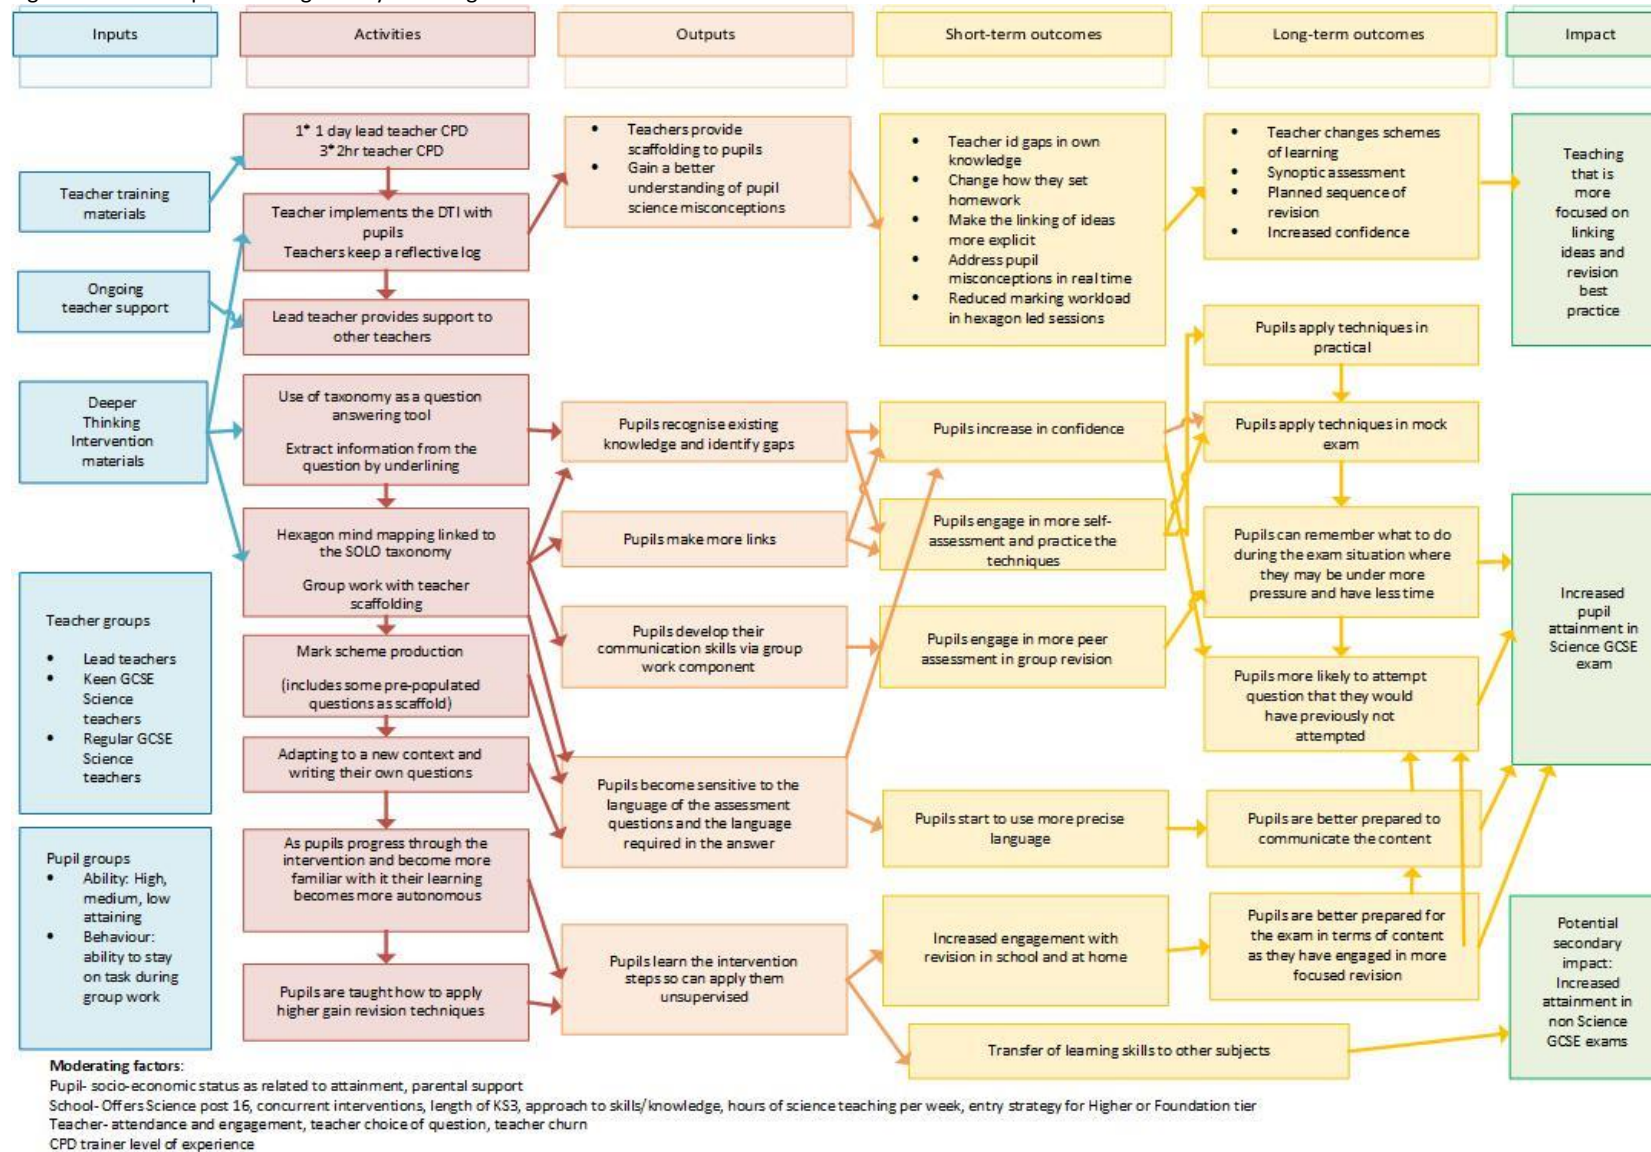 Inputs
Activities
Outputs
Short-term outcomes
Long-term outcomes
Impact
Teacher training
materials
Ongoing
teacher support
Deeper
Thinking
Intervention
materials
Teacher groups
• Lead teachers
• Keen GCSE
Science
teachers
• Regular GCSE
Science
teachers
Pupil groups
• Ability: High,
medium, low
attaining
• Behaviour:
ability to stay
on task during
group work
1* 1 day lead teacher CPD
3*2hr teacher CPD
Teacher implements the DTI with
pupils
Teachers keep a reflective log
Lead teacher provides support to
other teachers
Use of taxonomy as a question
answering tool
Extract information from the
question by underlining
Hexagon mind mapping linked to
the SOLO taxonomy
Group work with teacher
scaffolding
Mark scheme production
(includes some pre-populated
questions as scaffold)
Adapting to a new context and
writing their own questions
As pupils progress through the
intervention and become more
familiar with it their learning
becomes more autonomous
Pupils are taught how to apply
higher gain revision techniques
• Teachers provide
scaffolding to pupils
• Gain a better
understanding of pupil
science misconceptions
Pupils recognise existing
knowledge and identify gaps
Pupils make more links
Pupils develop their
communication skills via group
work component
Pupils become sensitive to the
language of the assessment
questions and the language
required in the answer
Pupils learn the intervention
steps so can apply them
unsupervised
• Teacher id gaps in own
knowledge
• Change how they set
homework
• Make the linking of ideas
more explicit
• Address pupil
misconceptions in real time
• Reduced marking workload
in hexagon led sessions
Pupils increase in confidence
Pupils engage in more self-
assessment and practice the
techniques
Pupils engage in more peer
assessment in group revision
Pupils start to use more precise
language
Increased engagement with
revision in school and at home
Transfer of learning skills to other subjects
• Teacher changes schemes
of learning
• Synoptic assessment
• Planned sequence of
revision
• Increased confidence
Pupils apply techniques in
practical
Pupils apply techniques in mock
exam
Pupils can remember what to do
during the exam situation where
they may be under more
pressure and have less time
Pupils more likely to attempt
question that they would
have previously not
attempted
Pupils are better prepared to
communicate the content
Pupils are better prepared for
the exam in terms of content
as they have engaged in more
focused revision
Teaching
that is
more
focused on
linking
ideas and
revision
best
practice
Increased
pupil
attainment in
Science GCSE
exam
Potential
secondary
impact:
Increased
attainment in
non Science
GCSE exams
Moderating factors:
Pupil- socio-economic status as related to attainment, parental support
School- Offers Science post 16, concurrent interventions, length of KS3, approach to skills/knowledge, hours of science teaching per week, entry strategy for Higher or Foundation tier
Teacher- attendance and engagement, teacher choice of question, teacher churn
CPD trainer level of experience